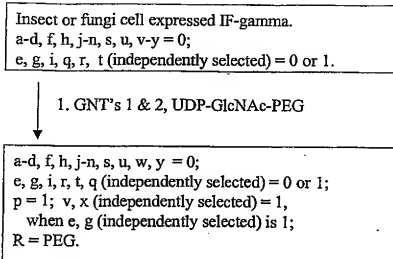 Insect or fungi cell expressed IF-gamma.
a-d, f, h, j-n, s, u, v-y = 0;
e, g, i, q, r, t (independently selected) = 0 or 1.
1. GNT's 1 & 2, UDP-GlcNAc-PEG
a-d, f, h, j-n, s, u, w, y = 0;
e, g, i, r, t, q (independently selected) = 0 or 1;
p = 1; v, x (independently selected) = 1,
when e, g (independently selected) is 1;
R = PEG.